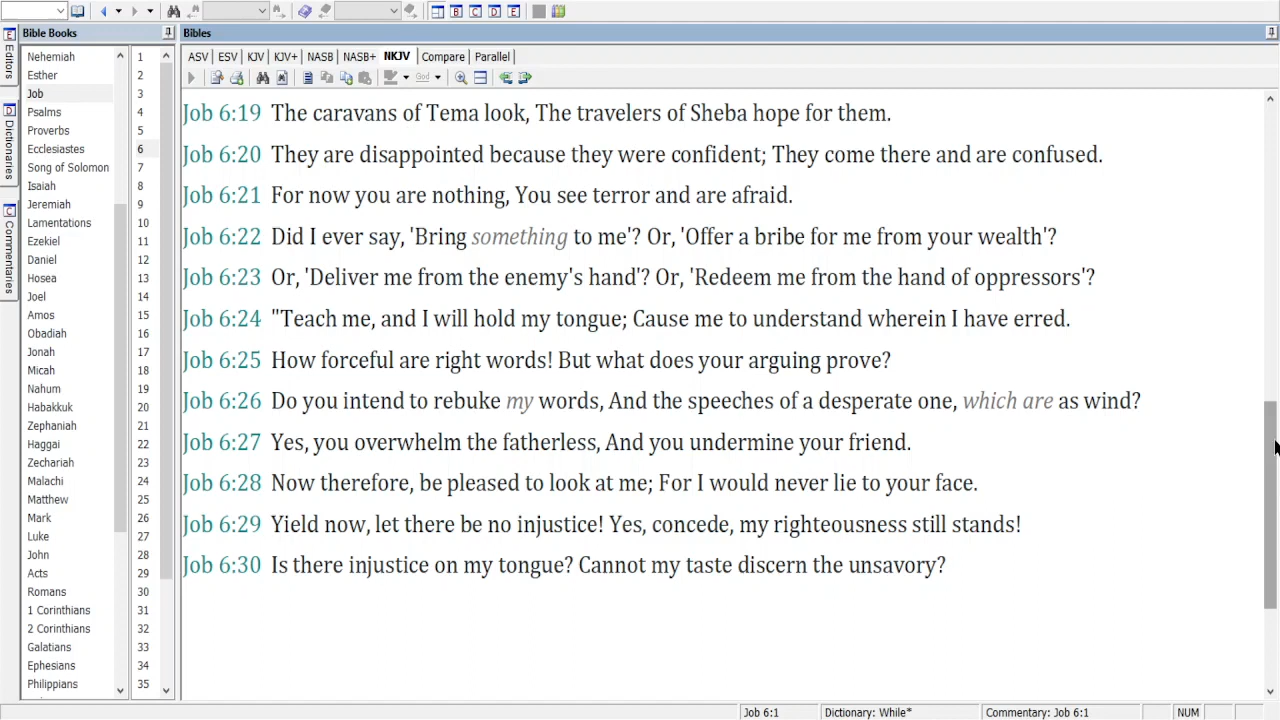 Bible Books
Bibles
Editors
Dictionaries
Commentaries
Nehemiah
Esther
Job
Psalms
Proverbs
Ecclesiastes
Song of Solomon
Isaiah
Jeremiah
Lamentations
Ezekiel
Daniel
Hosea
Joel
Amos
Obadiah
Jonah
Micah
Nahum
Habakkuk
Zephaniah
Haggai
Zechariah
Malachi
Matthew
Mark
Luke
John
Acts
Romans
1 Corinthians
2 Corinthians
Galatians
Ephesians
Philippians
1
2
3
4
5
6
7
8
9
10
11
12
13
14
15
16
17
18
19
20
21
22
23
24
25
26
27
28
29
30
31
32
33
34
35
ASV ESV KJV KJV+ NASB NASB+ NKJV Compare Parallel
God
Job 6:19 The caravans of Tema look, The travelers of Sheba hope for them.
Job 6:20 They are disappointed because they were confident; They come there and are confused.
Job 6:21 For now you are nothing, You see terror and are afraid.
Job 6:22 Did I ever say, 'Bring something to me'? Or, 'Offer a bribe for me from your wealth'?
Job 6:23 Or, 'Deliver me from the enemy's hand'? Or, 'Redeem me from the hand of oppressors'?
Job 6:24 "Teach me, and I will hold my tongue; Cause me to understand wherein I have erred.
Job 6:25 How forceful are right words! But what does your arguing prove?
Job 6:26 Do you intend to rebuke my words, And the speeches of a desperate one, which are as wind?
Job 6:27 Yes, you overwhelm the fatherless, And you undermine your friend.
Job 6:28 Now therefore, be pleased to look at me; For I would never lie to your face.
Job 6:29 Yield now, let there be no injustice! Yes, concede, my righteousness still stands!
Job 6:30 Is there injustice on my tongue? Cannot my taste discern the unsavory?
Job 6:1 Dictionary: While* Commentary: Job 6:1 NUM